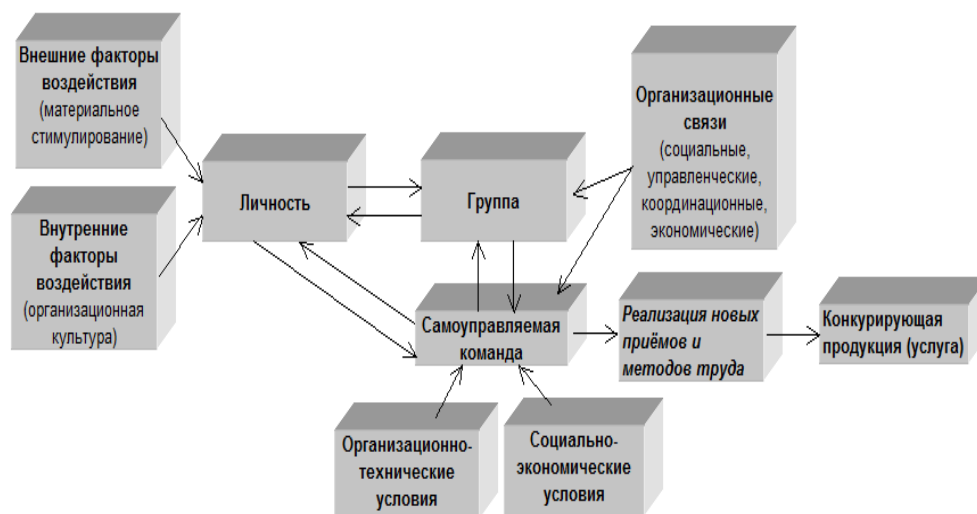 Внешние факторы
воздействия
(материальное
стимулирование)
Организационные
связи
(социальные,
управленческие,
координационные,
экономические)
Личность
Группа
Внутренние
факторы
воздействия
(организационная
культура)
Самоуправляемая
команда
Реализация новых
приёмов и
методов труда
Конкурирующая
продукция (услуга)
Организационно-
технические
условия
Социально-
экономические
условия